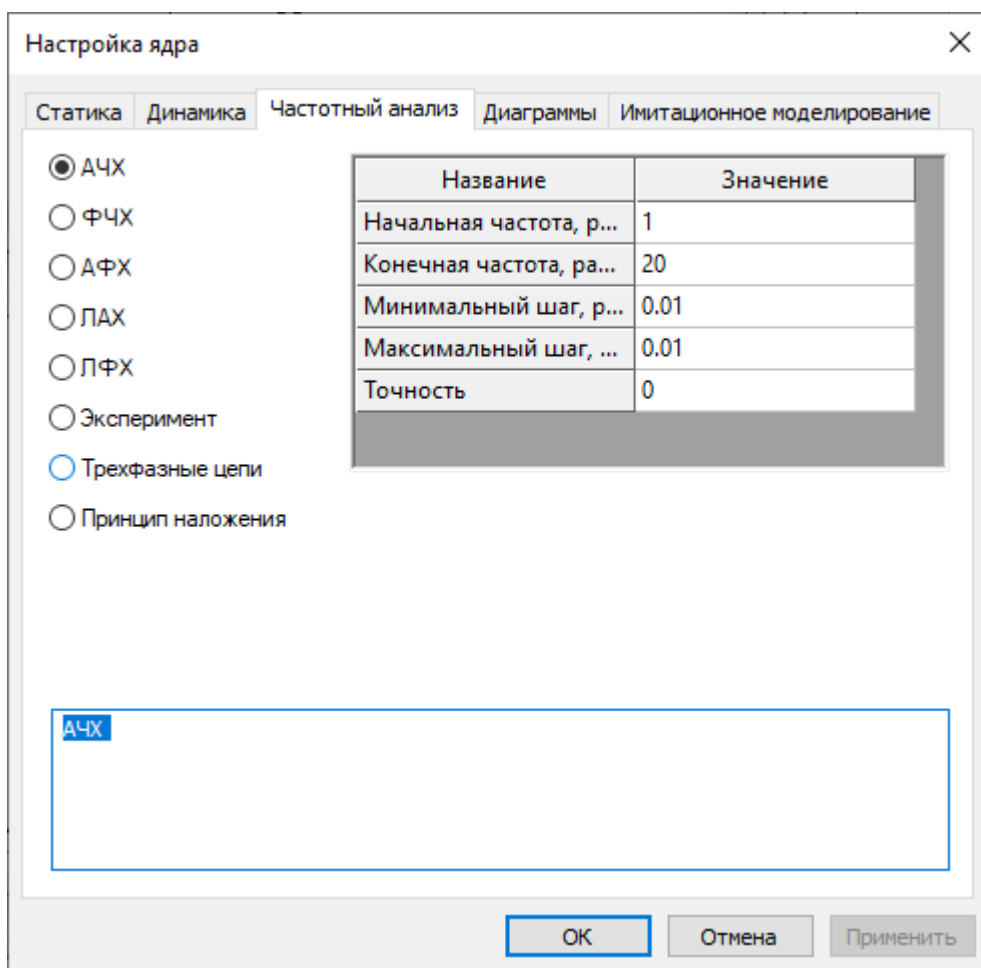 Настройка ядра
Статика Динамика Частотный анализ Диаграммы Имитационное моделирование
АЧХ
ФЧХ
АФХ
ЛАХ
ЛФХ
Эксперимент
Трехфазные цепи
Принцип наложения
Название Значение
Начальная частота, р... 1
Конечная частота, ра... 20
Минимальный шаг, р... 0.01
Максимальный шаг, ... 0.01
Точность 0
АЧХ
ОК Отмена Применить